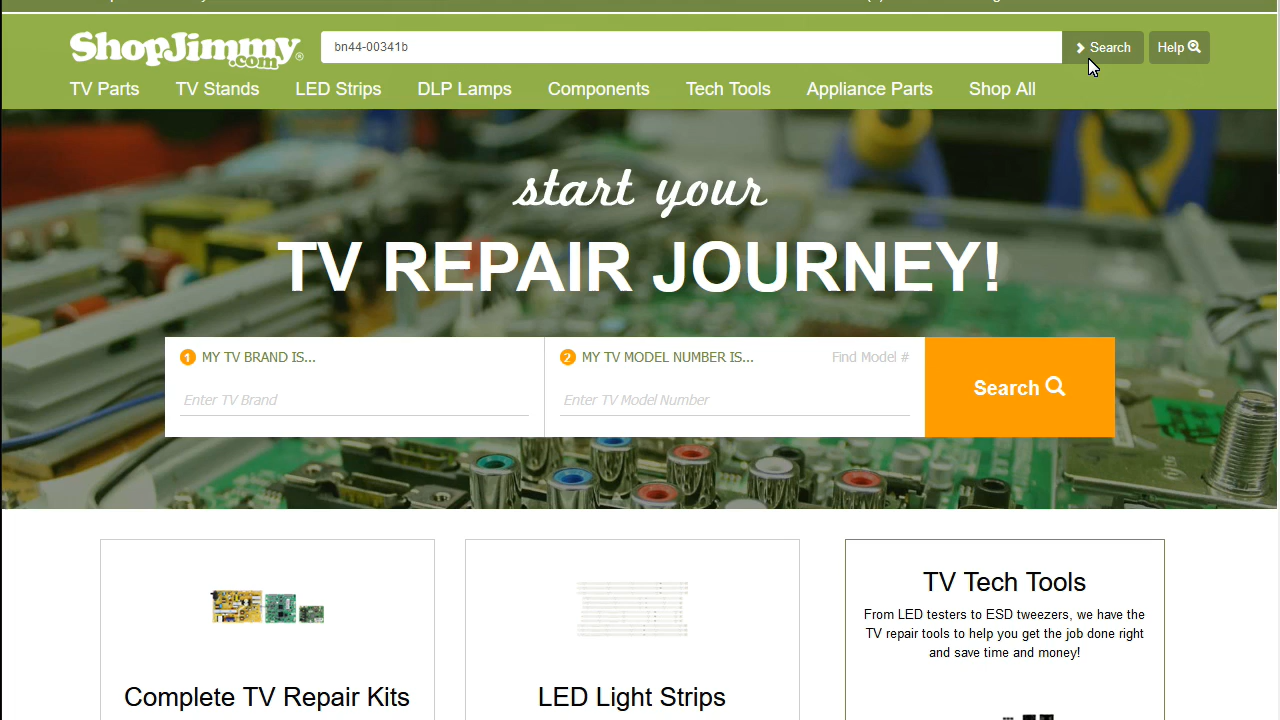 ShopJimmy.com®
bn44-00341b
Search
Help
TV Parts
TV Stands
LED Strips
DLP Lamps
Components
Tech Tools
Appliance Parts
Shop All
start your
TV REPAIR JOURNEY!
1 MY TV BRAND IS...
Enter TV Brand
2 MY TV MODEL NUMBER IS...
Find Model #
Enter TV Model Number
Search
Complete TV Repair Kits
LED Light Strips
TV Tech Tools
From LED testers to ESD tweezers, we have the
TV repair tools to help you get the job done right
and save time and money!